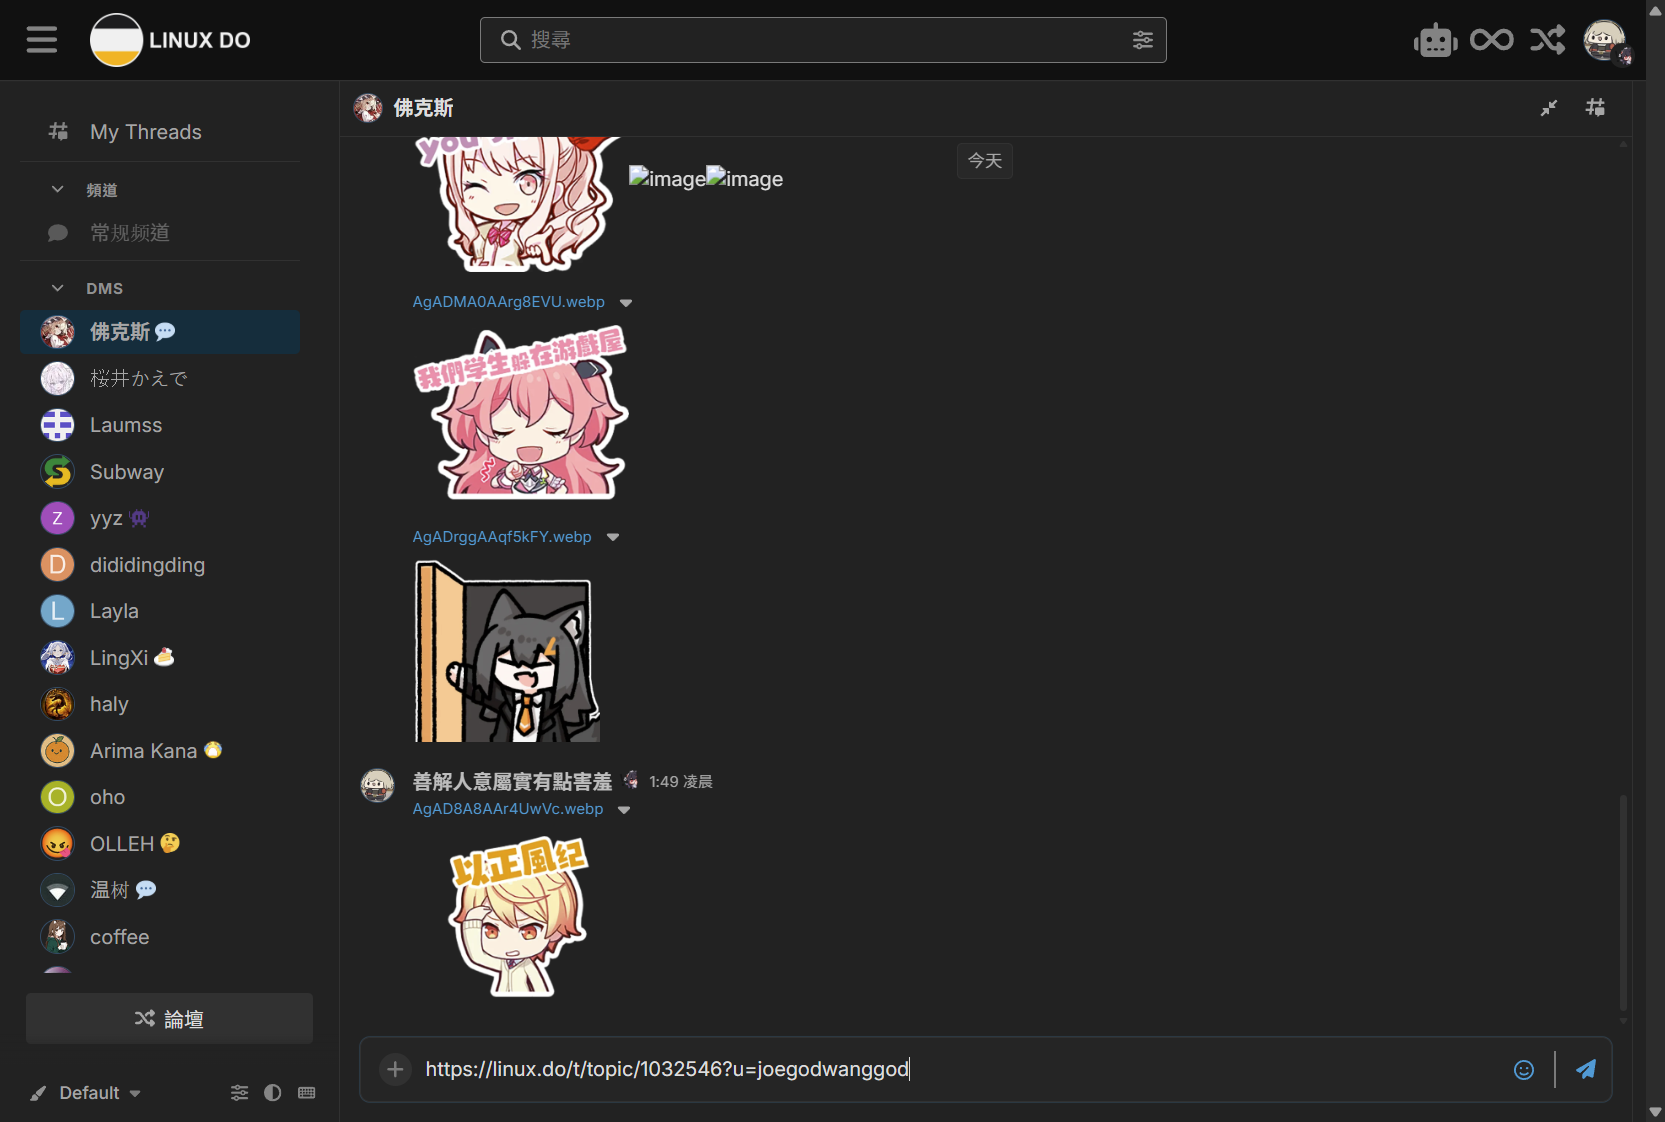 LINUX DO
搜尋
My Threads
頻道
常规频道
DMS
佛克斯
桜井かえで
Laumss
Subway
Z
yyz
D
dididingding
L
Layla
LingXi
haly
Arima Kana
O
oho
OLLEH
温树
coffee
論壇
Default
佛克斯
今天
you
image
image
AgADMA0AArg8EVU.webp
我們学生躲在游戲屋
AgADrggAAqf5kFY.webp
善解人意屬實有點害羞 1:49 凌晨
AgAD8A8AAr4UwVc.webp
以正風纪
https://linux.do/t/topic/1032546?u=joegodwanggod